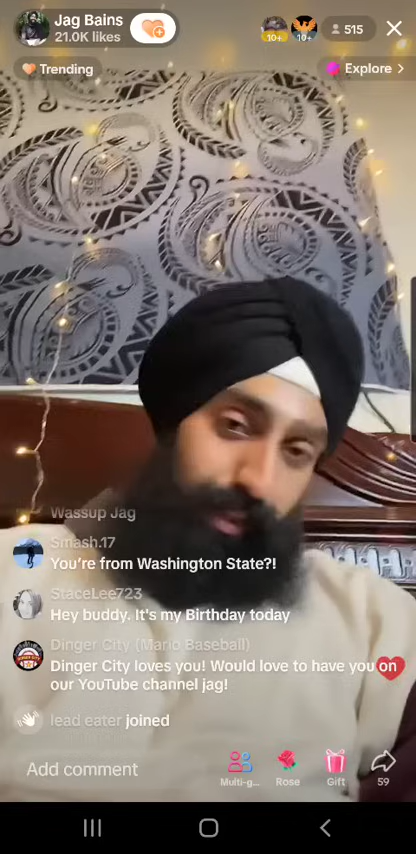 Jag Bains
21.0K likes
10+
10+
515
Trending
Explore
Wassup Jag
Smash.17
You're from Washington State?!
StaceLee723
Hey buddy. It's my Birthday today
Dinger City (Mario Baseball)
Dinger City loves you! Would love to have you on
our YouTube channel jag!
lead eater joined
Add comment
Multi-g...
Rose
Gift
59